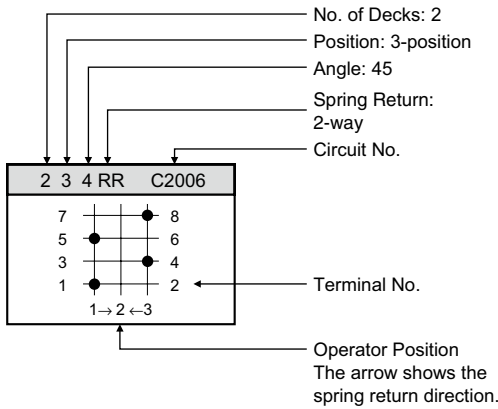 No. of Decks: 2
Position: 3-position
Angle: 45
Spring Return:
2-way
Circuit No.
2 3 4 RR C2006
7 8
5 6
3 4
1 2
1→ 2 ←3
Terminal No.
Operator Position
The arrow shows the
spring return direction.